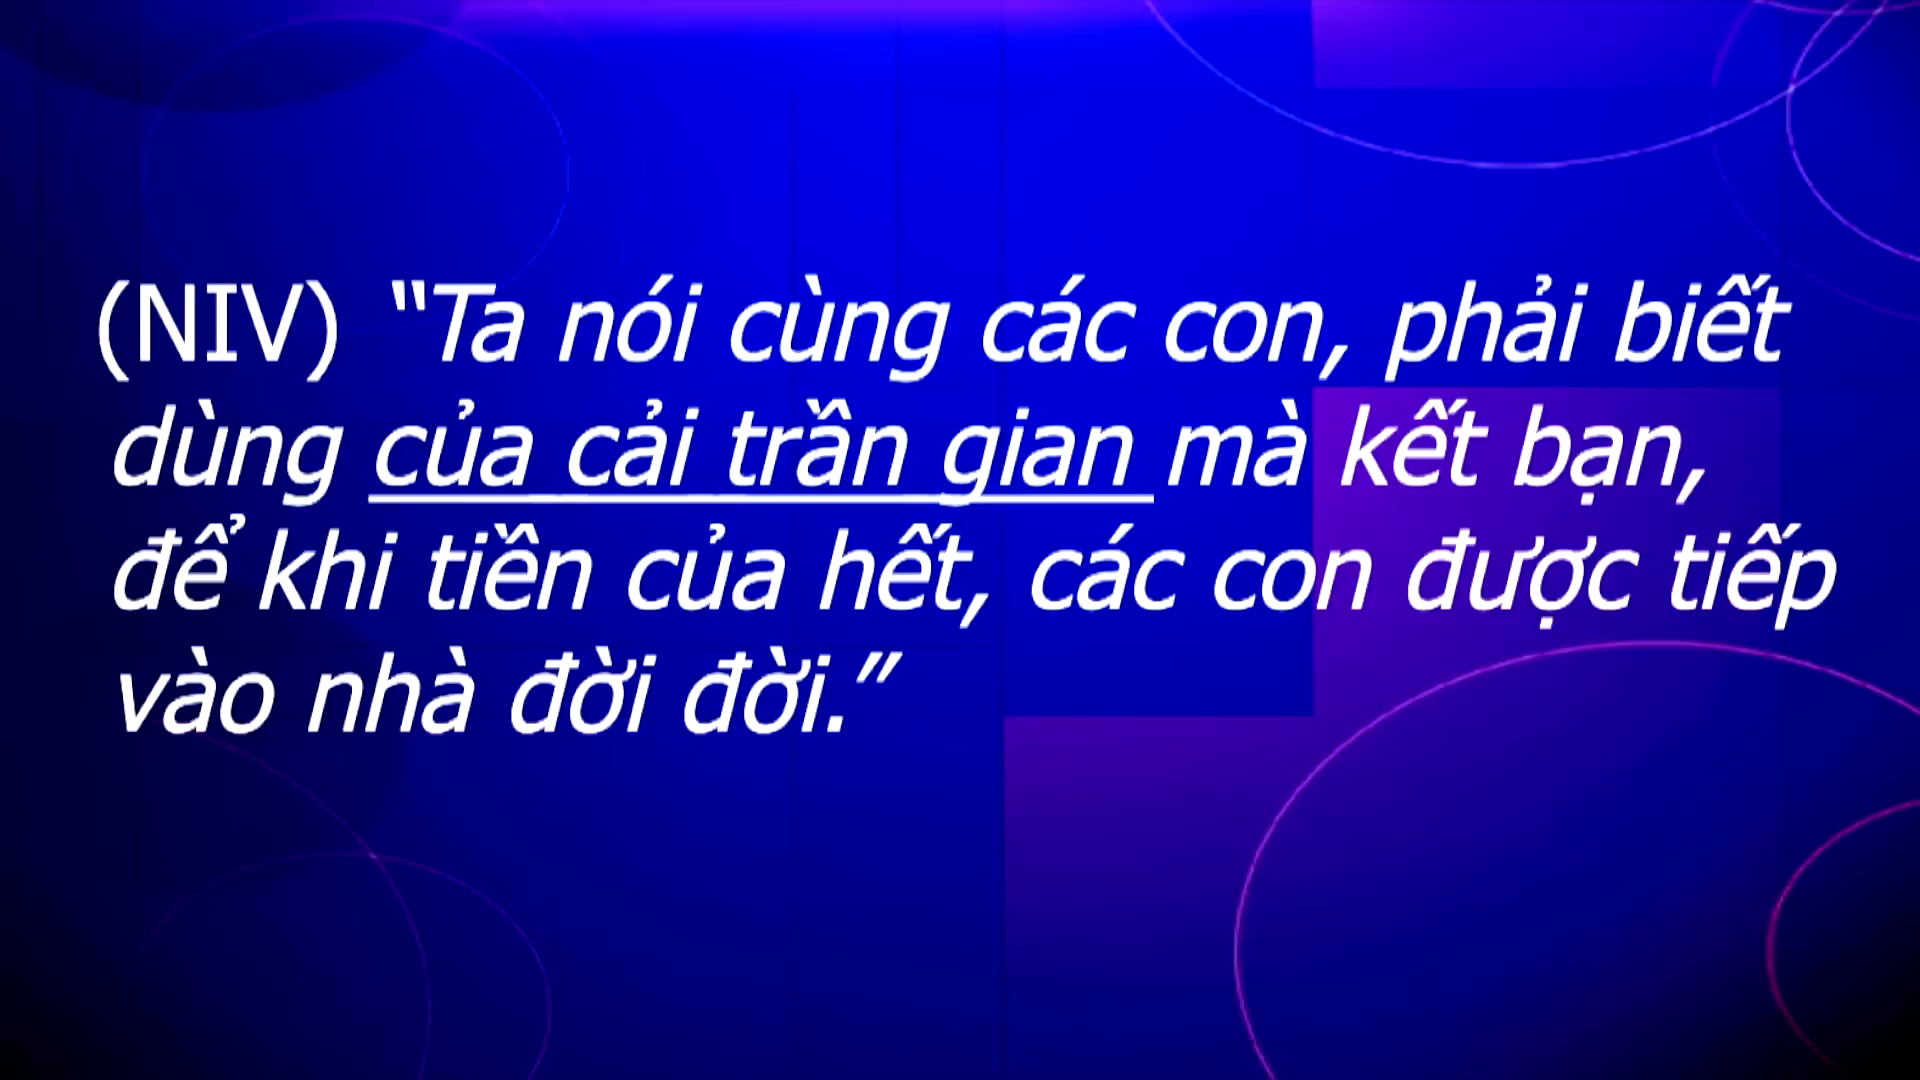 (NIV) “Ta nói cùng các con, phải biết
dùng của cải trần gian mà kết bạn,
để khi tiền của hết, các con được tiếp
vào nhà đời đời.”